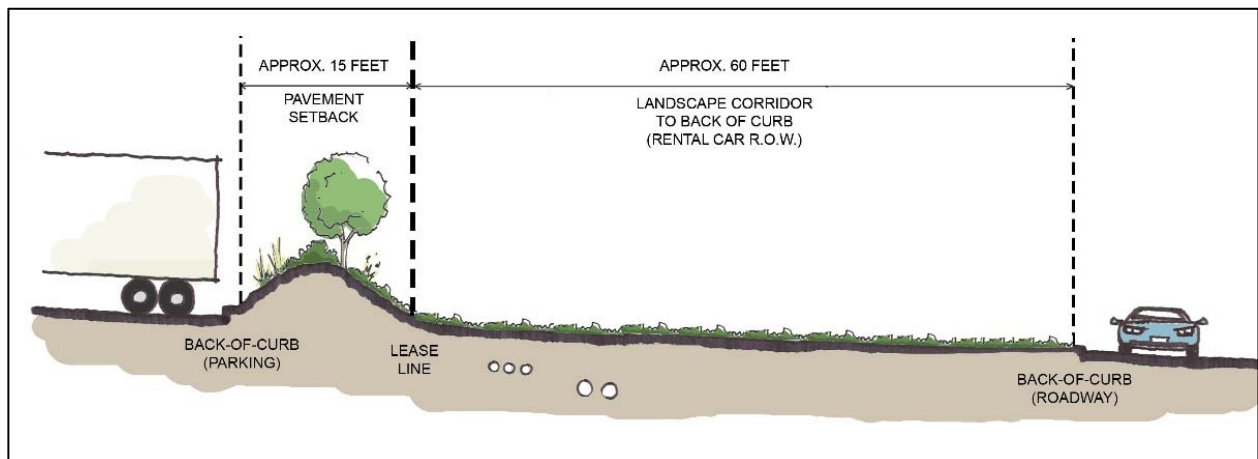 APPROX. 15 FEET
PAVEMENT
SETBACK
APPROX. 60 FEET
LANDSCAPE CORRIDOR
TO BACK OF CURB
(RENTAL CAR R.O.W.)
BACK-OF-CURB
(PARKING)
LEASE
LINE
BACK-OF-CURB
(ROADWAY)